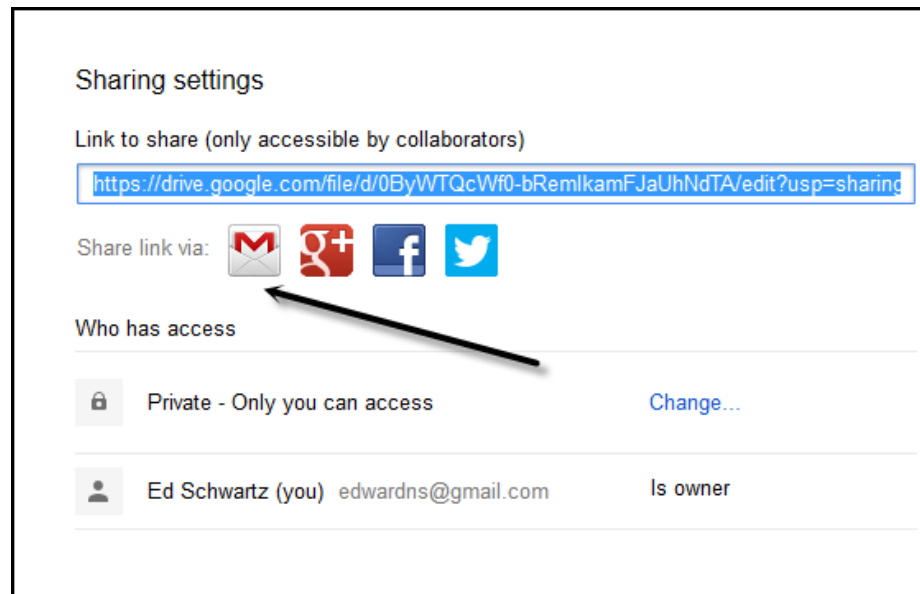 Sharing settings
Link to share (only accessible by collaborators)
https://drive.google.com/file/d/0ByWTQcWf0-bRemlkamFJaUhNdTA/edit?usp=sharing
Share link via: M g+ f
Who has access
Private - Only you can access Change...
Ed Schwartz (you) edwardns@gmail.com Is owner